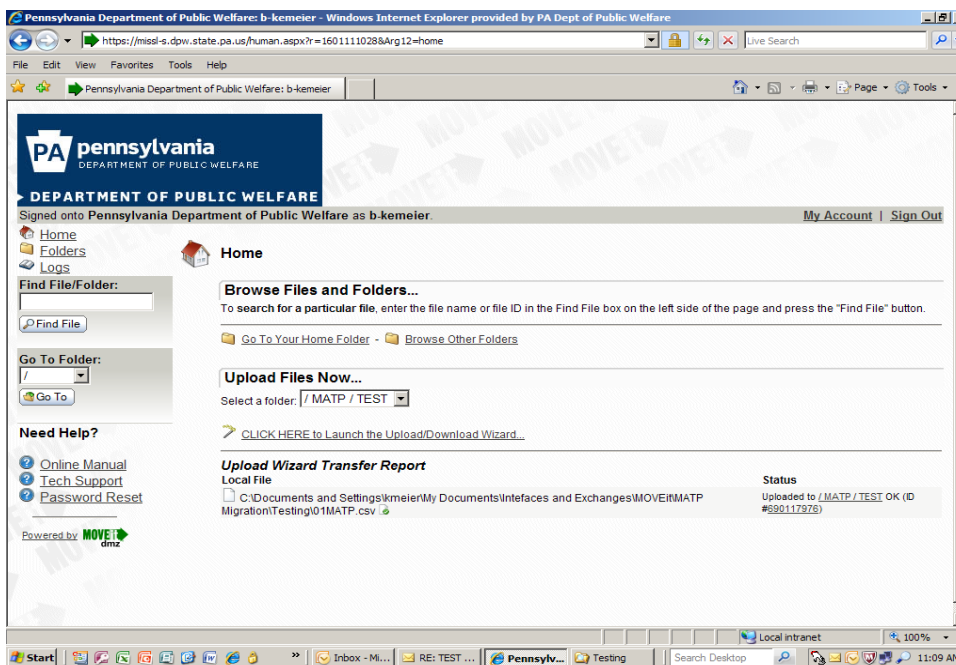 Pennsylvania Department of Public Welfare: b-kemeier - Windows Internet Explorer provided by PA Dept of Public Welfare
https://missl-s.dpw.state.pa.us/human.aspx?r=1601111028&Arg12=home
Live Search
File Edit View Favorites Tools Help
Pennsylvania Department of Public Welfare: b-kemeier
Page Tools
PA pennsylvania
DEPARTMENT OF PUBLIC WELFARE
DEPARTMENT OF PUBLIC WELFARE
Signed onto Pennsylvania Department of Public Welfare as b-kemeier.
My Account | Sign Out
Home
Folders
Logs
Find File/Folder:
Find File
Go To Folder:
/
Go To
Need Help?
Online Manual
Tech Support
Password Reset
Powered by MOVEit
dmz
Home
Browse Files and Folders...
To search for a particular file, enter the file name or file ID in the Find File box on the left side of the page and press the "Find File" button.
Go To Your Home Folder - Browse Other Folders
Upload Files Now...
Select a folder: / MATP / TEST
CLICK HERE to Launch the Upload/Download Wizard...
Upload Wizard Transfer Report
Local File Status
C:\Documents and Settings\kmeier\My Documents\Intefaces and Exchanges\MOVEit\MATP
Migration\Testing\01MATP.csv
Uploaded to / MATP / TEST OK (ID
#690117976)
Local intranet 100%
Start » Inbox - Mi... RE: TEST ... Pennsylv... Testing Search Desktop 11:09 AM